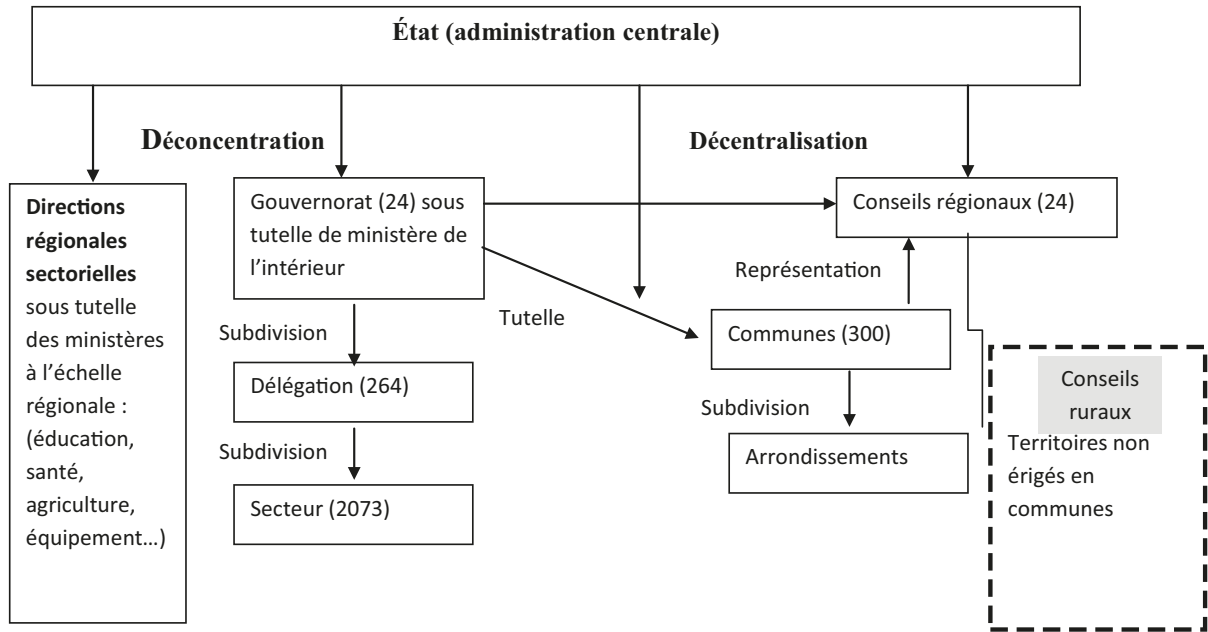 État (administration centrale)
Déconcentration
Décentralisation
Directions
régionales
sectorielles
sous tutelle
des ministères
à l’échelle
régionale :
(éducation,
santé,
agriculture,
équipement…)
Gouvernorat (24) sous
tutelle de ministère de
l’intérieur
Subdivision
Délégation (264)
Subdivision
Secteur (2073)
Tutelle
Conseils régionaux (24)
Représentation
Communes (300)
Subdivision
Arrondissements
Conseils
ruraux
Territoires non
érigés en
communes